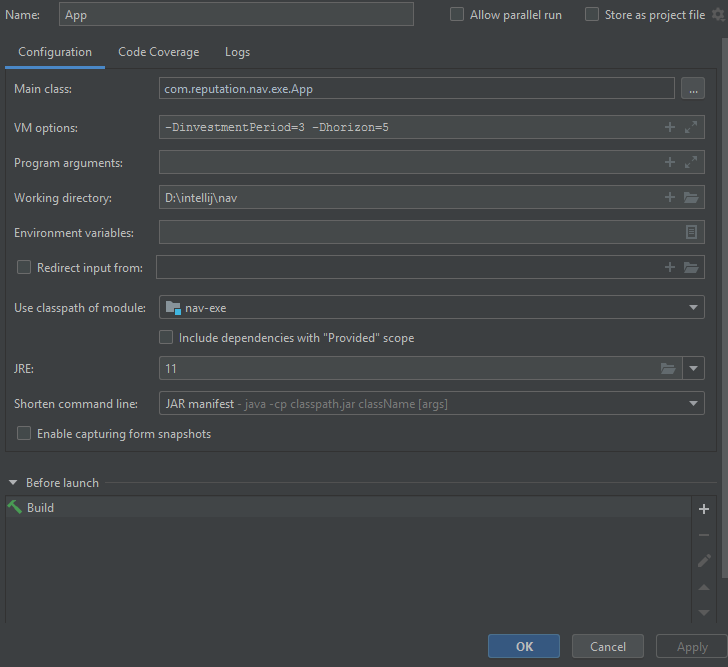 Name: App Allow parallel run Store as project file
Configuration Code Coverage Logs
Main class: com.reputation.nav.exe.App ...
VM options: -DinvestmentPeriod=3 -Dhorizon=5
Program arguments:
Working directory: D:\intellij\nav
Environment variables:
Redirect input from:
Use classpath of module: nav-exe
Include dependencies with "Provided" scope
JRE: 11
Shorten command line: JAR manifest - java -cp classpath.jar className [args]
Enable capturing form snapshots
Before launch
Build
OK Cancel Apply